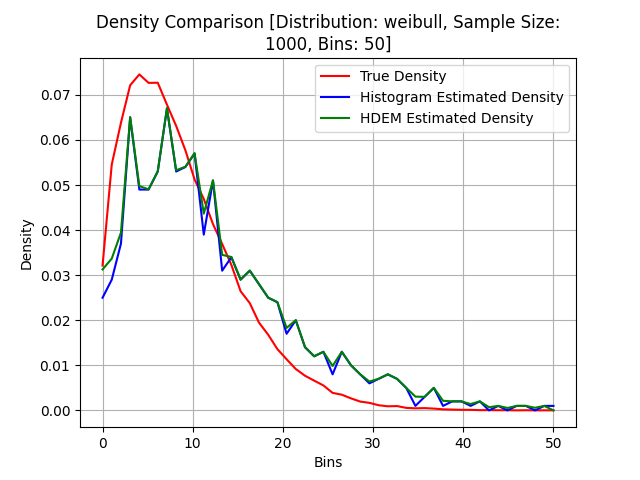 Density Comparison [Distribution: weibull, Sample Size:
1000, Bins: 50]
True Density
Histogram Estimated Density
HDEM Estimated Density
Density
0.07
0.06
0.05
0.04
0.03
0.02
0.01
0.00
0 10 20 30 40 50
Bins